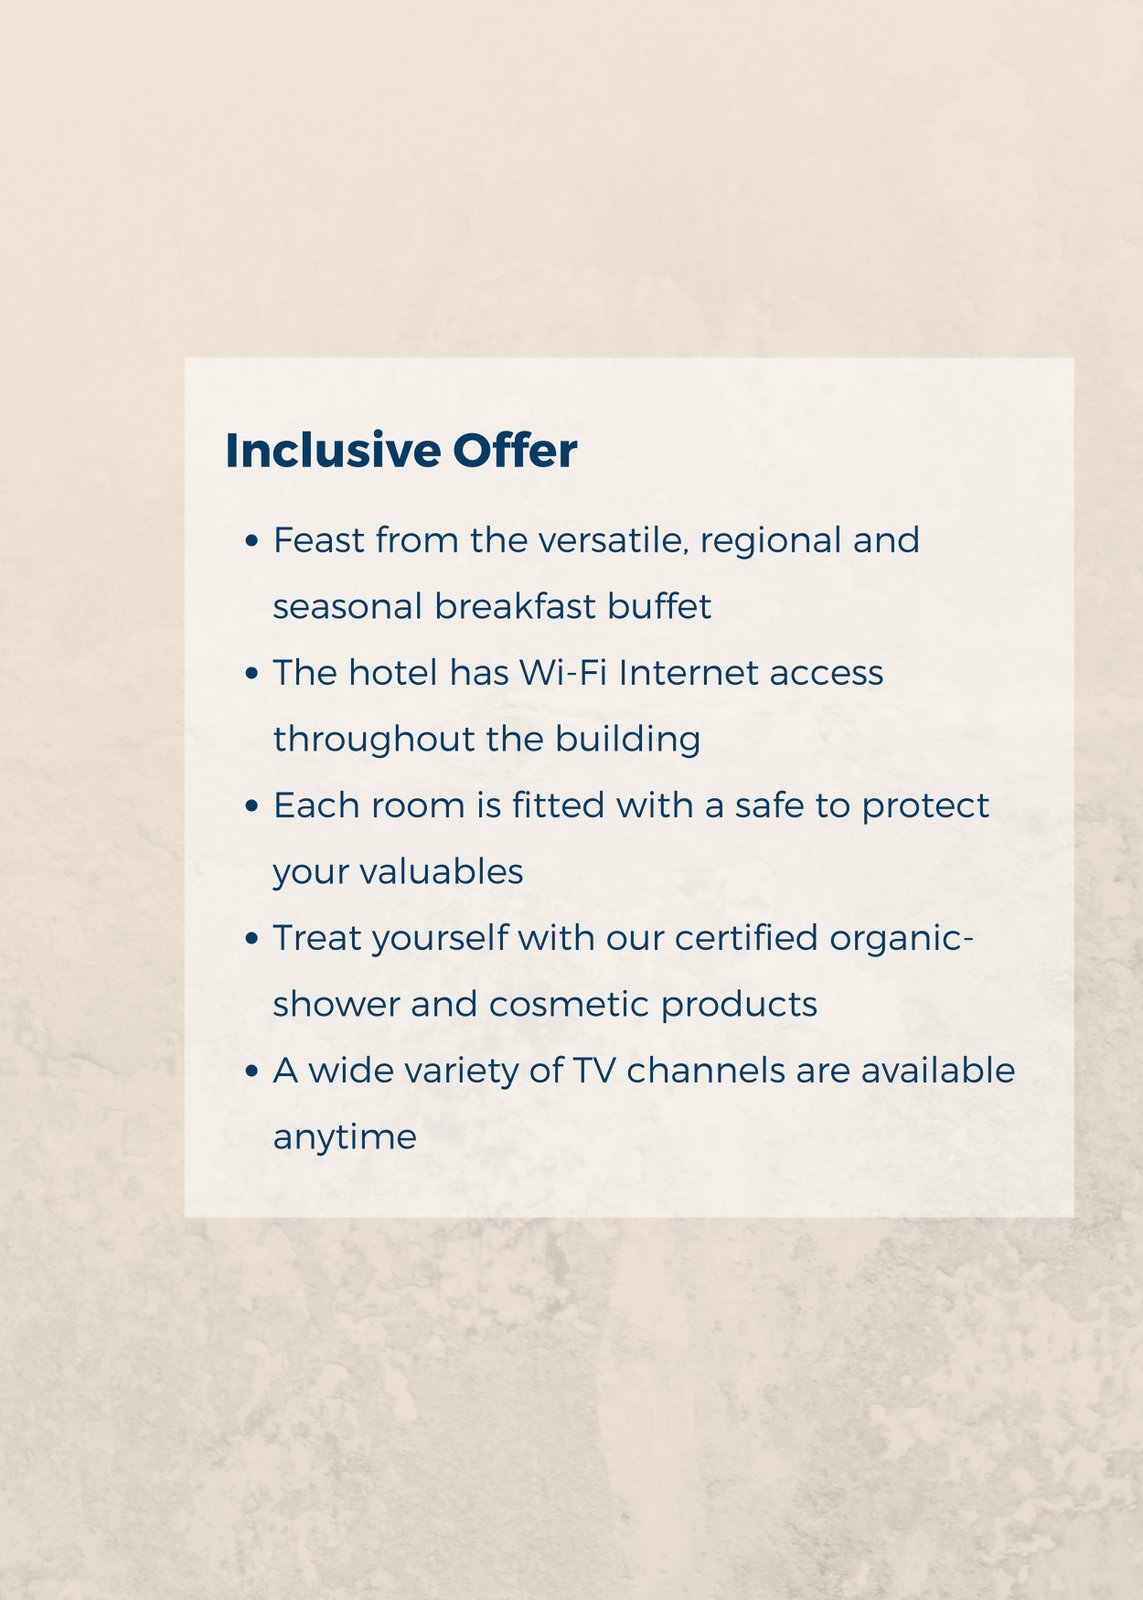 Inclusive Offer
• Feast from the versatile, regional and
seasonal breakfast buffet
• The hotel has Wi-Fi Internet access
throughout the building
• Each room is fitted with a safe to protect
your valuables
• Treat yourself with our certified organic-
shower and cosmetic products
• A wide variety of TV channels are available
anytime